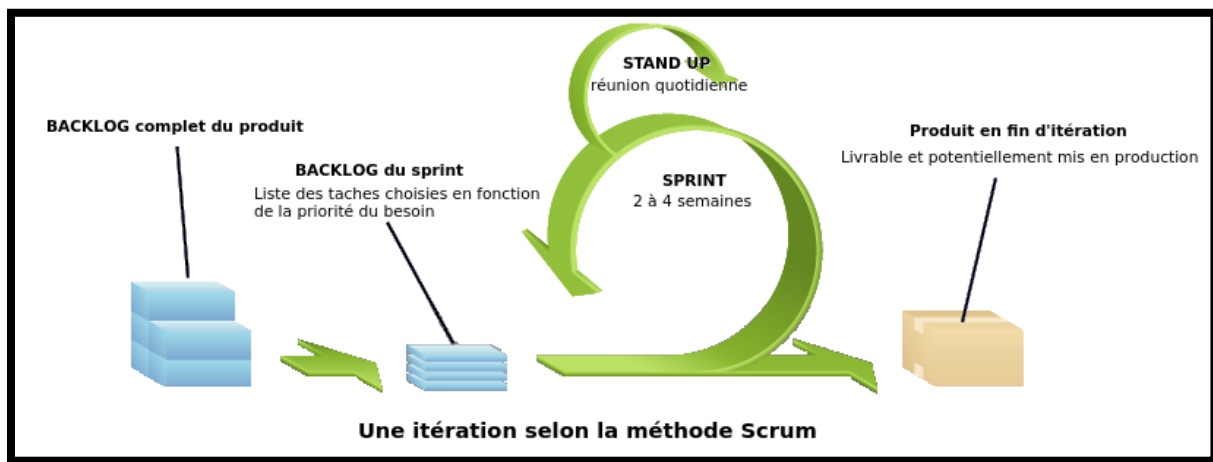 STAND UP
réunion quotidienne
BACKLOG complet du produit
BACKLOG du sprint
Liste des taches choisies en fonction
de la priorité du besoin
SPRINT
2 à 4 semaines
Produit en fin d'itération
Livrable et potentiellement mis en production
Une itération selon la méthode Scrum